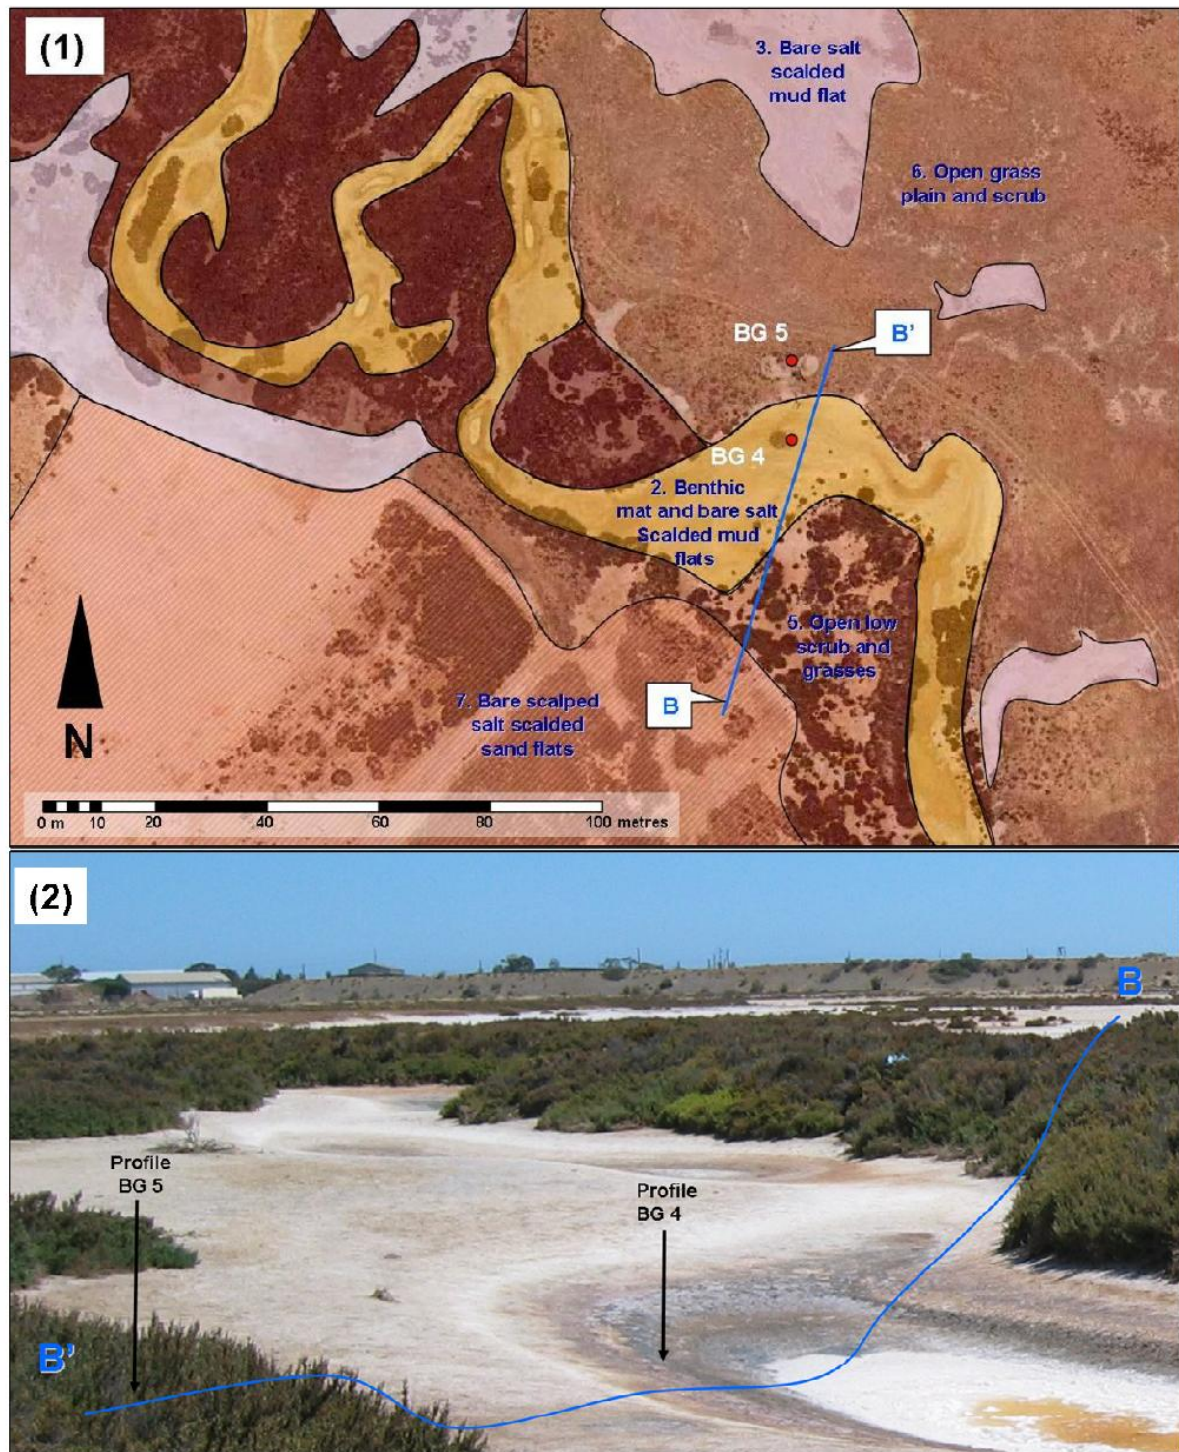 (1)
3. Bare salt
scalded
mud flat
6. Open grass
plain and scrub
BG 5
B'
BG 4
2. Benthic
mat and bare salt
Scalded mud
flats
5. Open low
scrub and
grasses
B
7. Bare scalped
salt scalded
sand flats
N
0 m 10 20 40 60 80 100 metres
(2)
B
Profile
BG 5
Profile
BG 4
B'